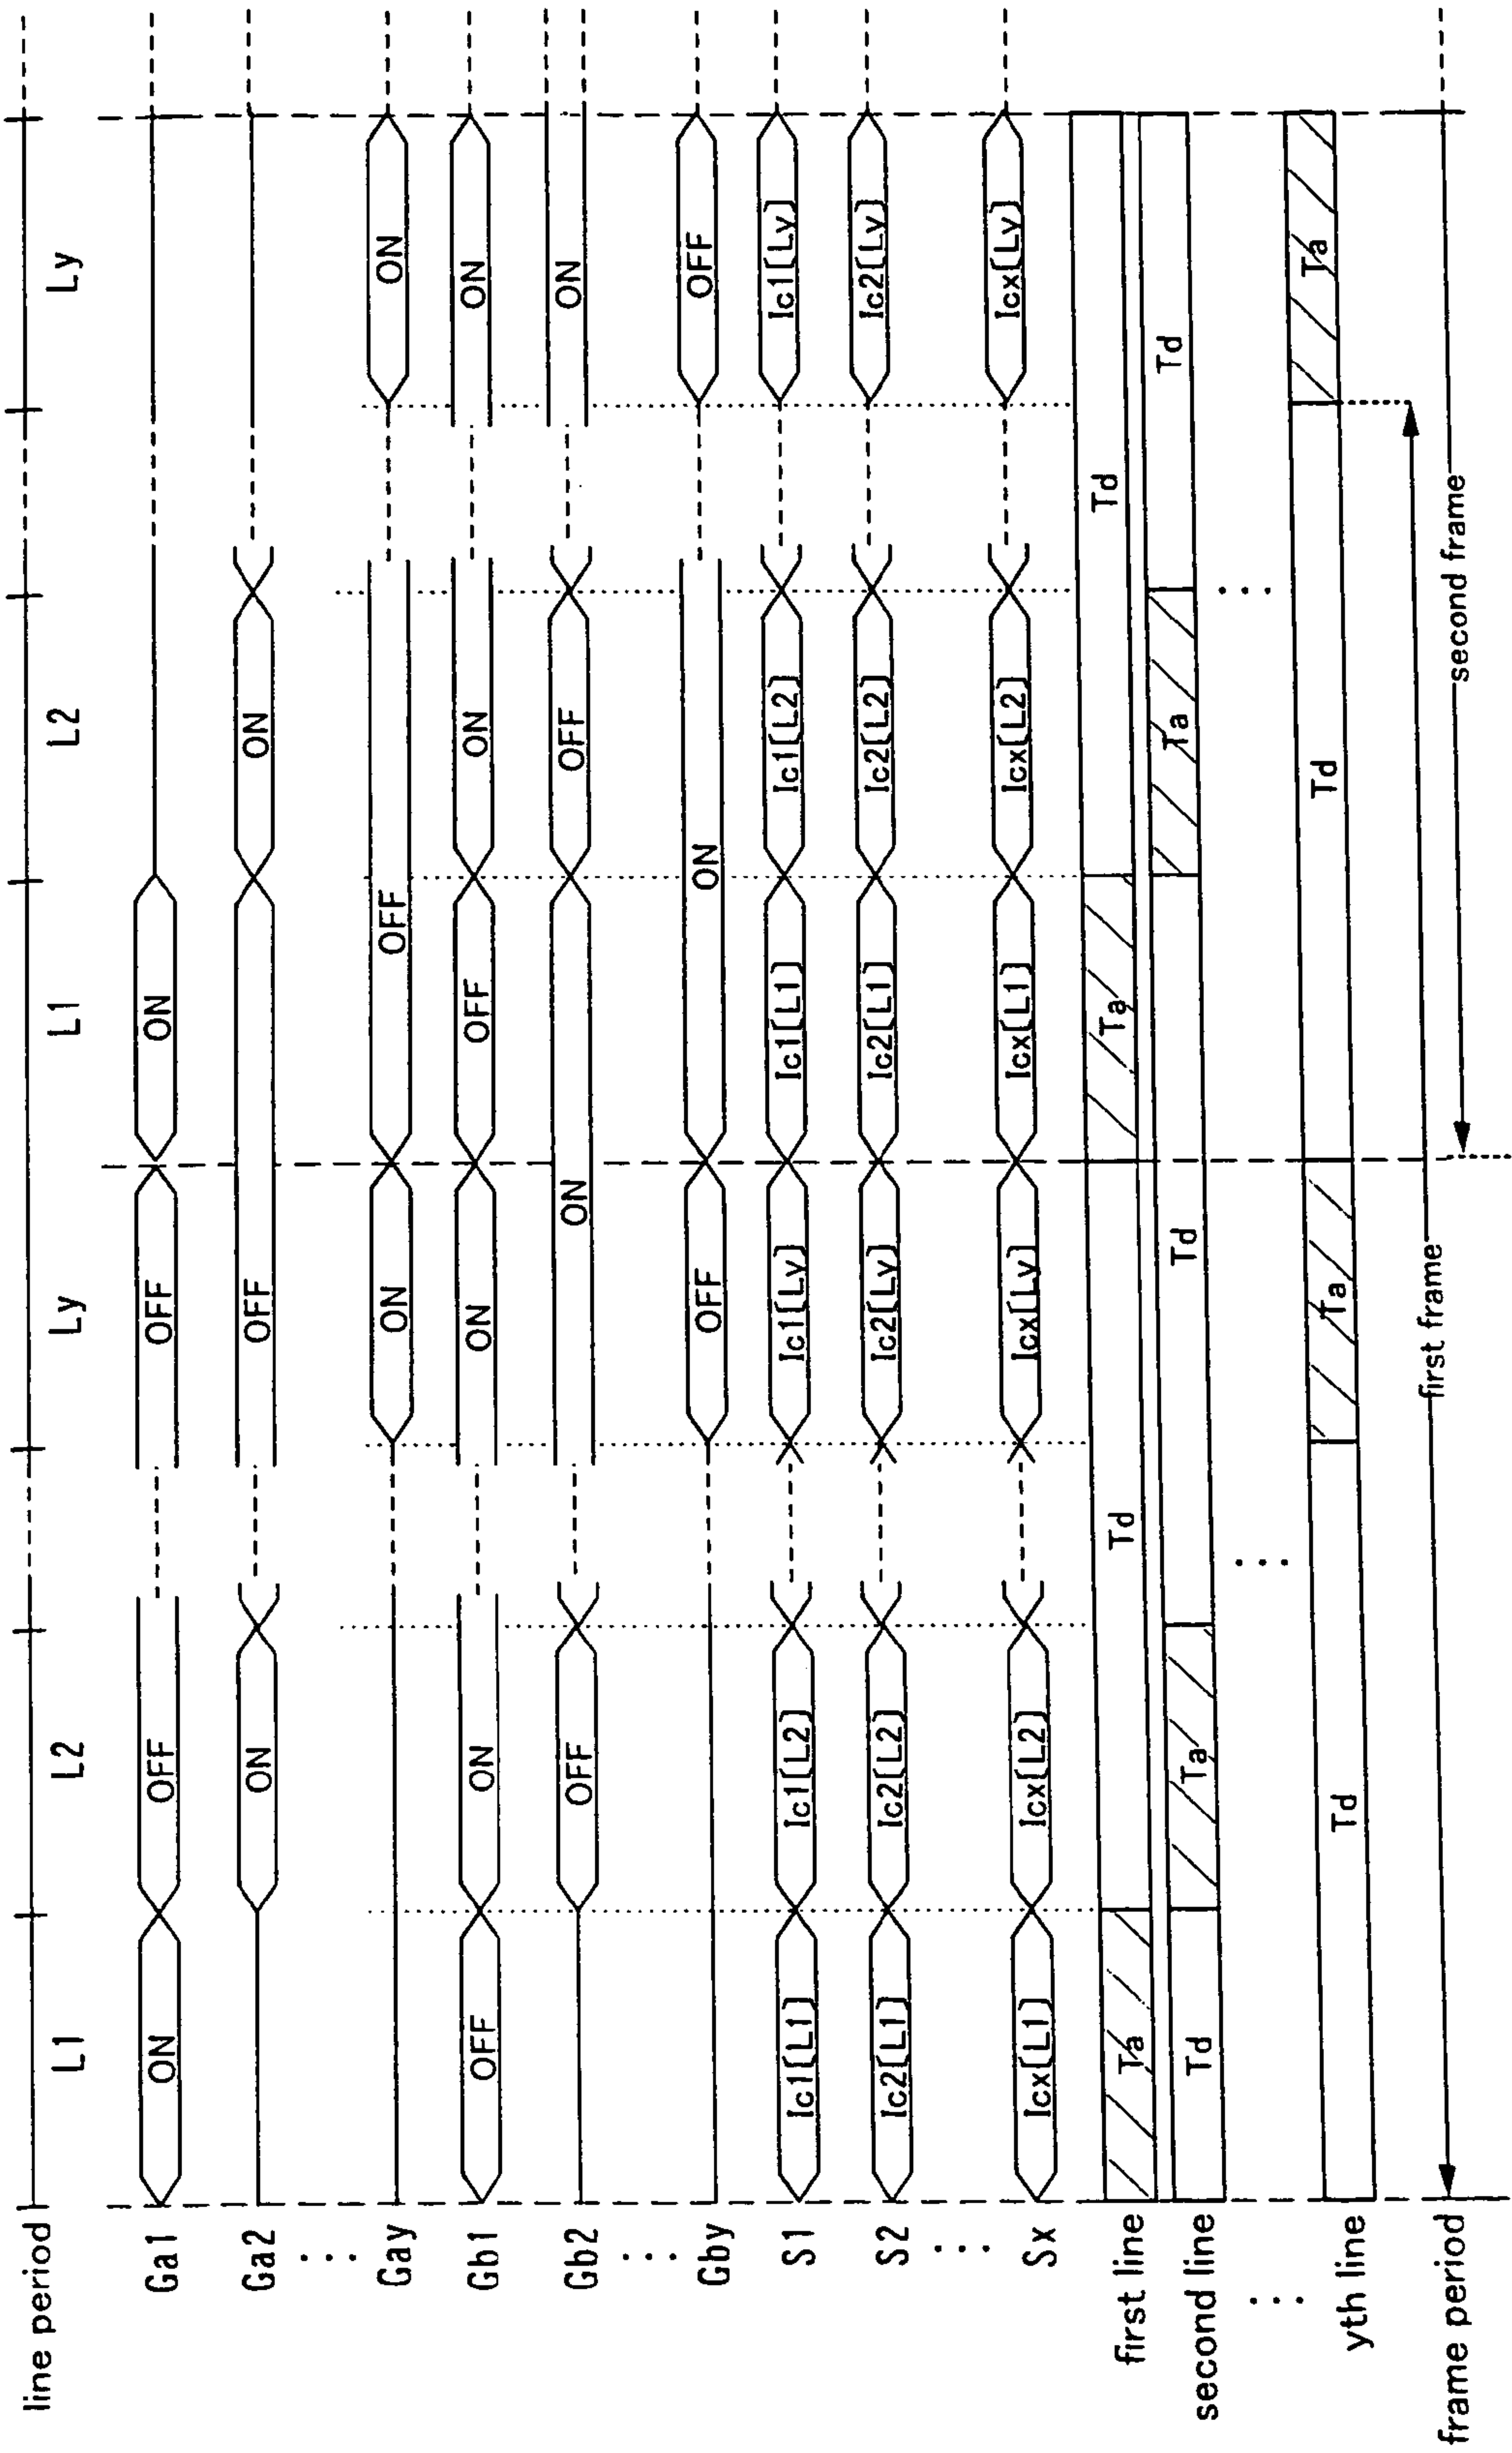 line period
L1 L2 Ly L1 L2 Ly
Ga1 ON OFF OFF ON
Ga2 ON OFF ON
Gay ON OFF ON
Gb1 OFF ON ON OFF ON ON
Gb2 OFF ON OFF ON
Gby OFF ON OFF
S1 Ic1[L1] Ic1[L2] Ic1[Ly] Ic1[L1] Ic1[L2] Ic1[Ly]
S2 Ic2[L1] Ic2[L2] Ic2[Ly] Ic2[L1] Ic2[L2] Ic2[Ly]
Sx Icx[L1] Icx[L2] Icx[Ly] Icx[L1] Icx[L2] Icx[Ly]
first line Ta Td Ta Td
second line Td Ta Td Ta Td
yth line Td Ta Td Ta
frame period first frame second frame